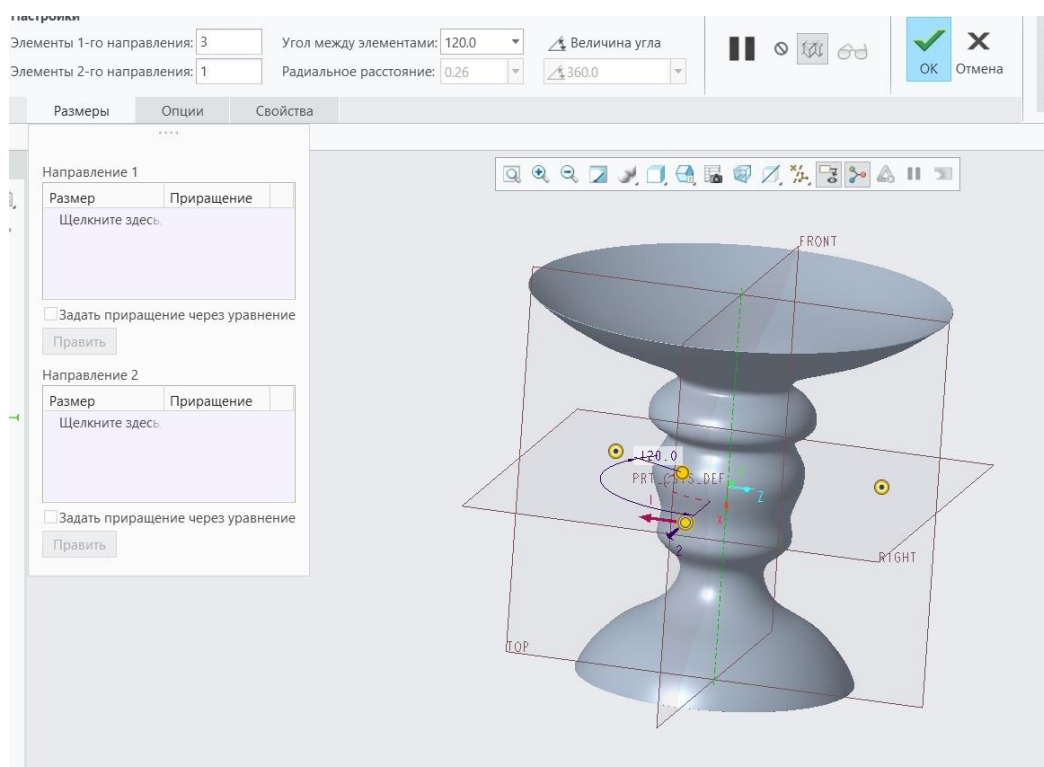 Настройки
Элементы 1-го направления: 3 Угол между элементами: 120.0 Величина угла
Элементы 2-го направления: 1 Радиальное расстояние: 0.26 360.0
OK Отмена
Размеры Опции Свойства
Направление 1
Размер Приращение
Щелкните здесь
Задать приращение через уравнение
Править
Направление 2
Размер Приращение
Щелкните здесь
Задать приращение через уравнение
Править
FRONT
120.0
PRT_CSYS_DEF
1
Z
X
2
RIGHT
TOP